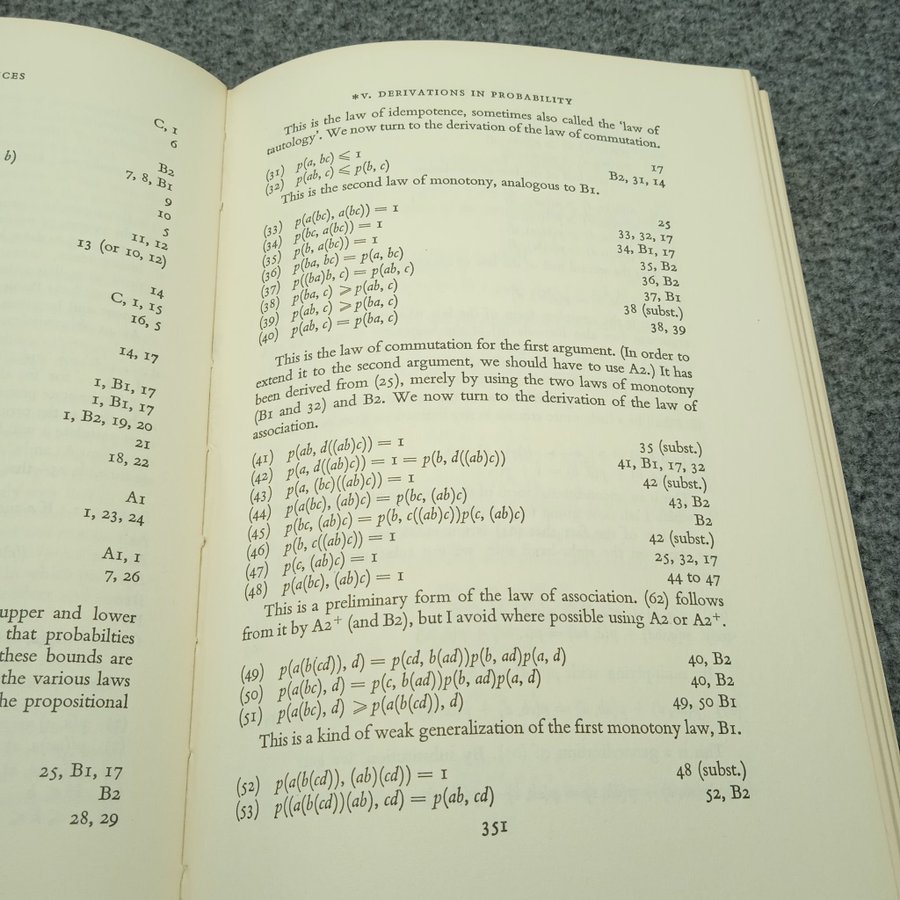 NCES
C, 1
6
b)
B2
7, 8, B1
9
10
5
11, 12
13 (or 10, 12)
14
C, 1, 15
16, 5
14, 17
1, B1, 17
1, B1, 17
1, B2, 19, 20
21
18, 22
A1
1, 23, 24
A1, 1
7, 26
upper and lower
that probabilties
these bounds are
the various laws
he propositional
25, B1, 17
B2
28, 29
*V. DERIVATIONS IN PROBABILITY
This is the law of idempotence, sometimes also called the 'law of
tautology'. We now turn to the derivation of the law of commutation.
(31) p(a, bc) ⩽ 1 17
(32) p(ab, c) ⩽ p(b, c) B2, 31, 14
This is the second law of monotony, analogous to B1.
(33) p(a(bc), a(bc)) = 1 25
(34) p(bc, a(bc)) = 1 33, 32, 17
(35) p(b, a(bc)) = 1 34, B1, 17
(36) p(ba, bc) = p(a, bc) 35, B2
(37) p((ba)b, c) = p(ab, c) 36, B2
(38) p(ba, c) ⩾ p(ab, c) 37, B1
(39) p(ab, c) ⩾ p(ba, c) 38 (subst.)
(40) p(ab, c) = p(ba, c) 38, 39
This is the law of commutation for the first argument. (In order to
extend it to the second argument, we should have to use A2.) It has
been derived from (25), merely by using the two laws of monotony
(B1 and 32) and B2. We now turn to the derivation of the law of
association.
(41) p(ab, d((ab)c)) = 1 35 (subst.)
(42) p(a, d((ab)c)) = 1 = p(b, d((ab)c)) 41, B1, 17, 32
(43) p(a, (bc)((ab)c)) = 1 42 (subst.)
(44) p(a(bc), (ab)c) = p(bc, (ab)c) 43, B2
(45) p(bc, (ab)c) = p(b, c((ab)c))p(c, (ab)c) B2
(46) p(b, c((ab)c)) = 1 42 (subst.)
(47) p(c, (ab)c) = 1 25, 32, 17
(48) p(a(bc), (ab)c) = 1 44 to 47
This is a preliminary form of the law of association. (62) follows
from it by A2⁺ (and B2), but I avoid where possible using A2 or A2⁺.
(49) p(a(b(cd)), d) = p(cd, b(ad))p(b, ad)p(a, d) 40, B2
(50) p(a(bc), d) = p(c, b(ad))p(b, ad)p(a, d) 40, B2
(51) p(a(bc), d) ⩾ p(a(b(cd)), d) 49, 50 B1
This is a kind of weak generalization of the first monotony law, B1.
(52) p(a(b(cd)), (ab)(cd)) = 1 48 (subst.)
(53) p((a(b(cd))(ab), cd) = p(ab, cd) 52, B2
351